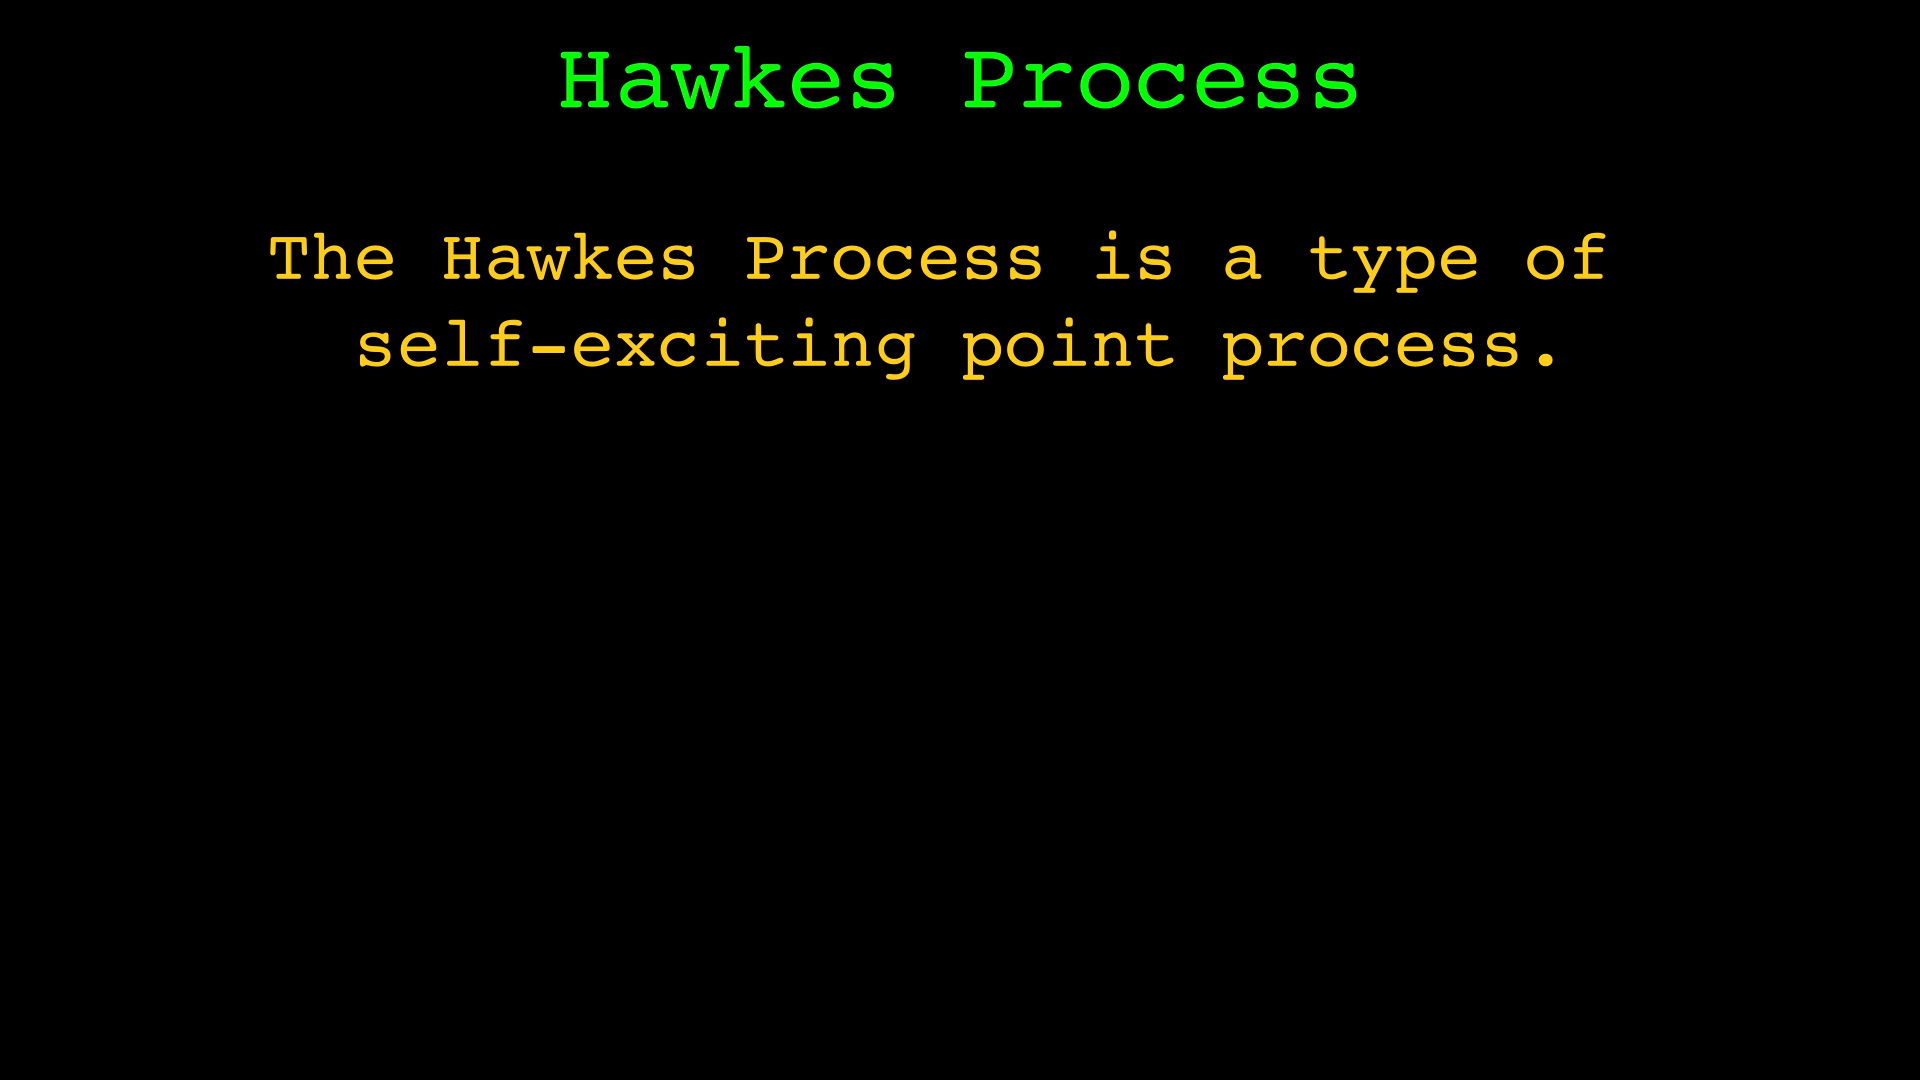 Hawkes Process
The Hawkes Process is a type of
self-exciting point process.